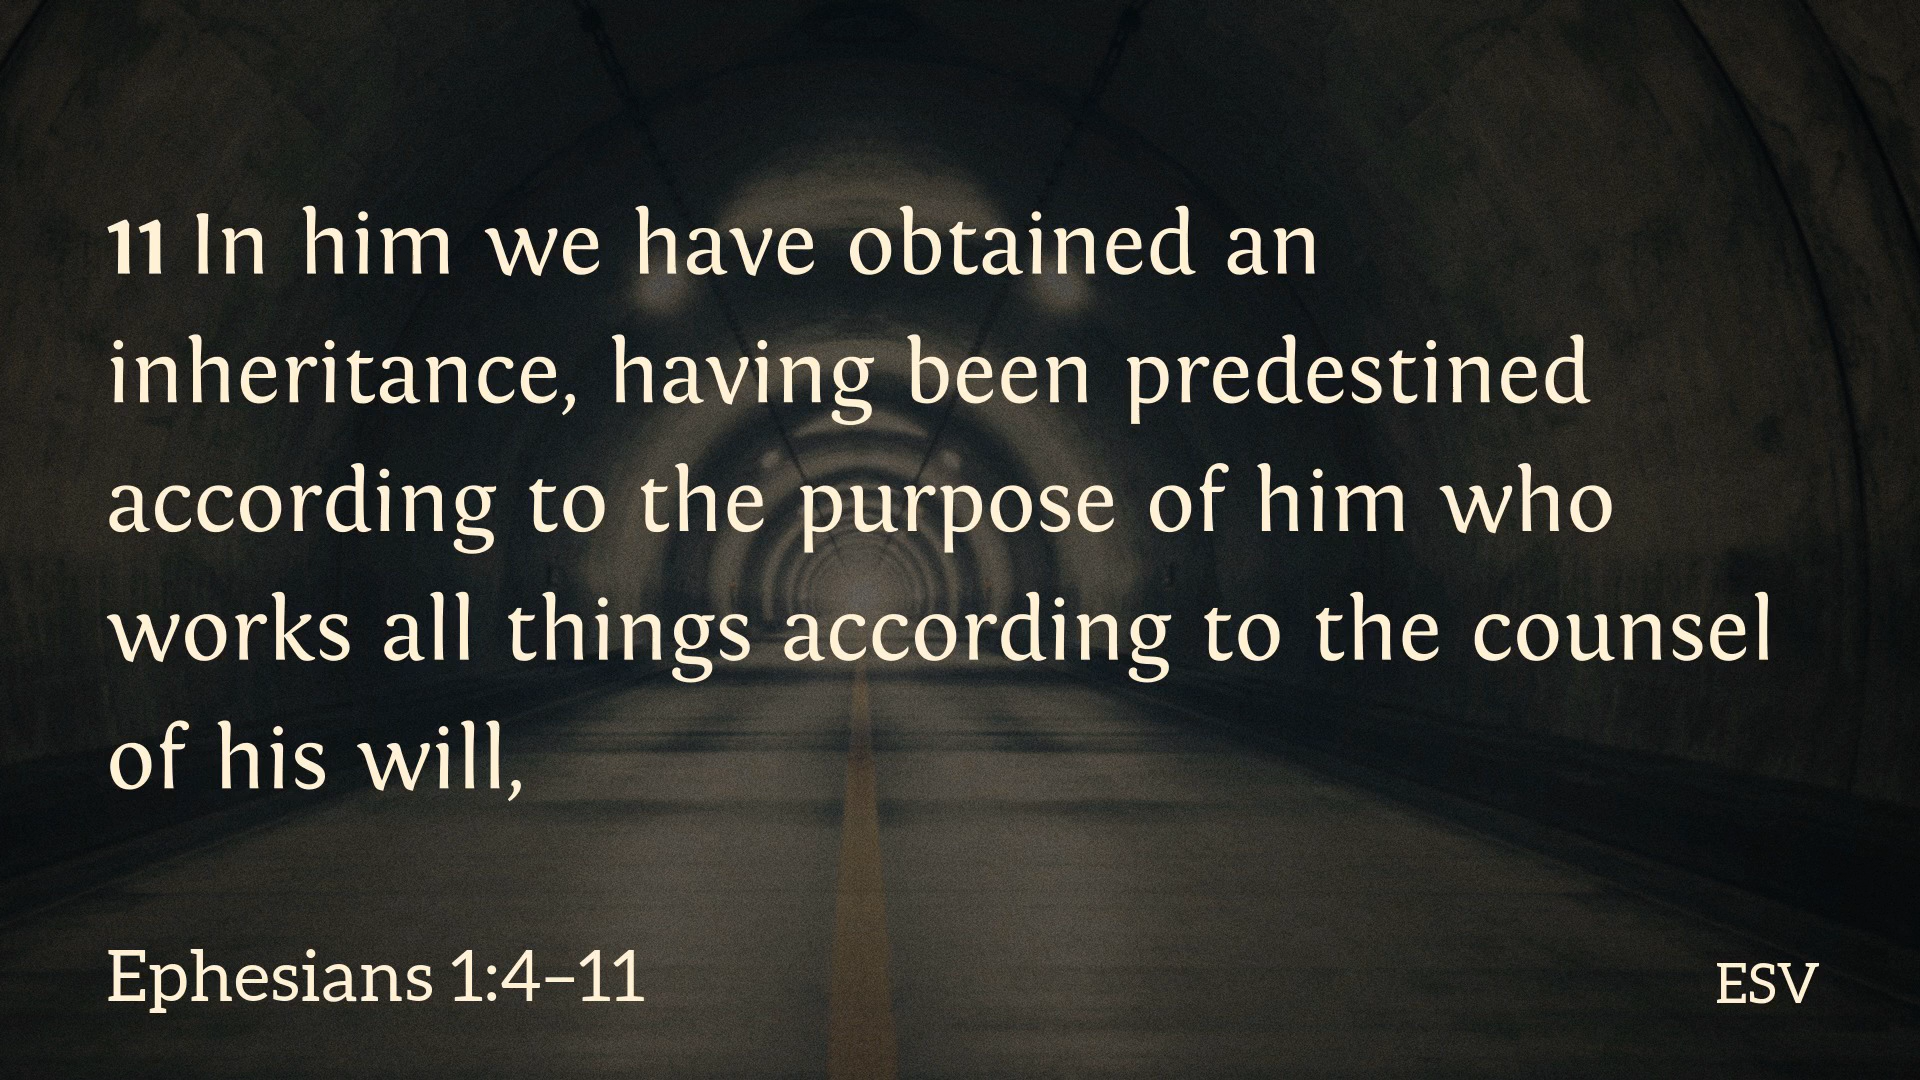 11 In him we have obtained an
inheritance, having been predestined
according to the purpose of him who
works all things according to the counsel
of his will,
Ephesians 1:4–11
ESV